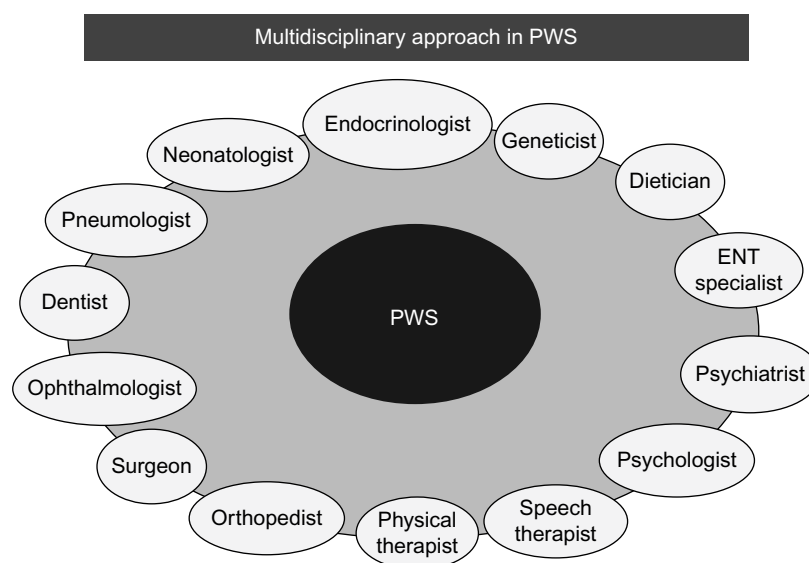 Multidisciplinary approach in PWS
Endocrinologist
Geneticist
Neonatologist
Dietician
Pneumologist
ENT
specialist
Dentist
PWS
Psychiatrist
Ophthalmologist
Psychologist
Surgeon
Speech
therapist
Orthopedist
Physical
therapist